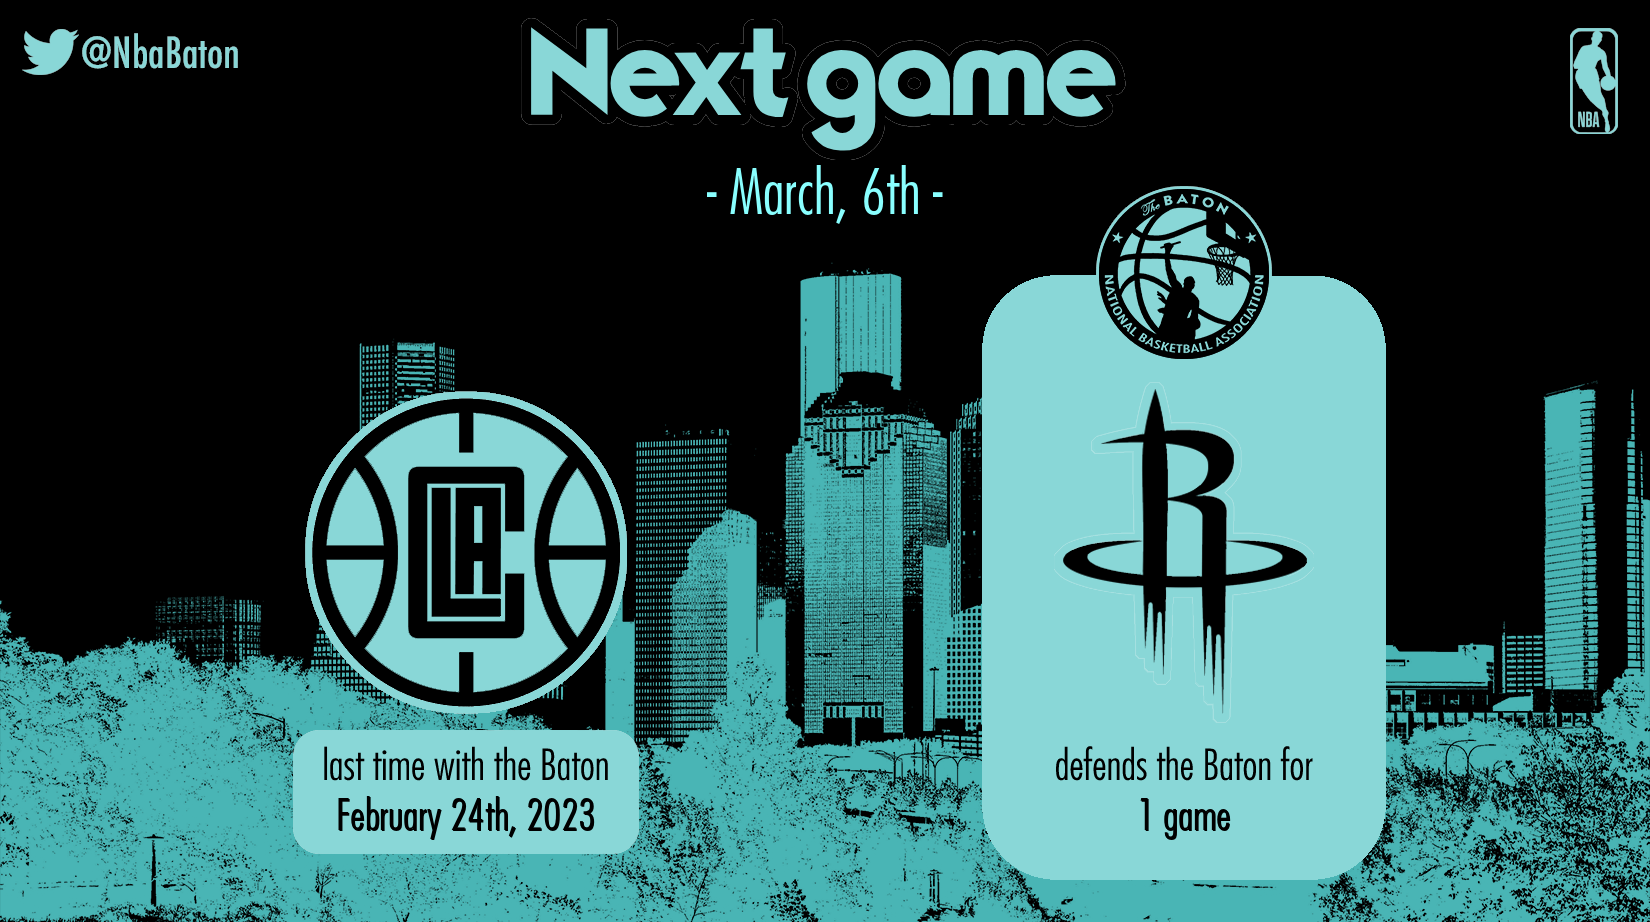 @NbaBaton
Next game
NBA
- March, 6th -
The BATON
NATIONAL BASKETBALL ASSOCIATION
LA
C
R
last time with the Baton
February 24th, 2023
defends the Baton for
1 game